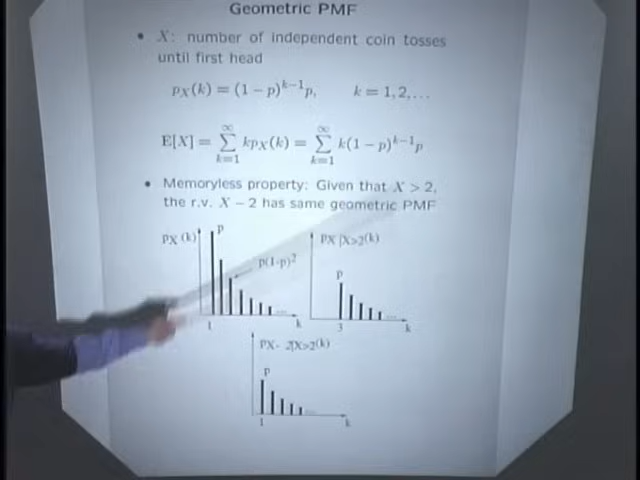 Geometric PMF
• X: number of independent coin tosses
until first head
pX(k) = (1 − p)^{k−1}p, k = 1, 2, ...
E[X] = ∑_{k=1}^{∞} kpX(k) = ∑_{k=1}^{∞} k(1 − p)^{k−1}p
• Memoryless property: Given that X > 2,
the r.v. X − 2 has same geometric PMF
pX (k)
p
p(1-p)^2
1
k
...
pX |X>2(k)
p
3
k
...
pX- 2|X>2(k)
p
1
k
...